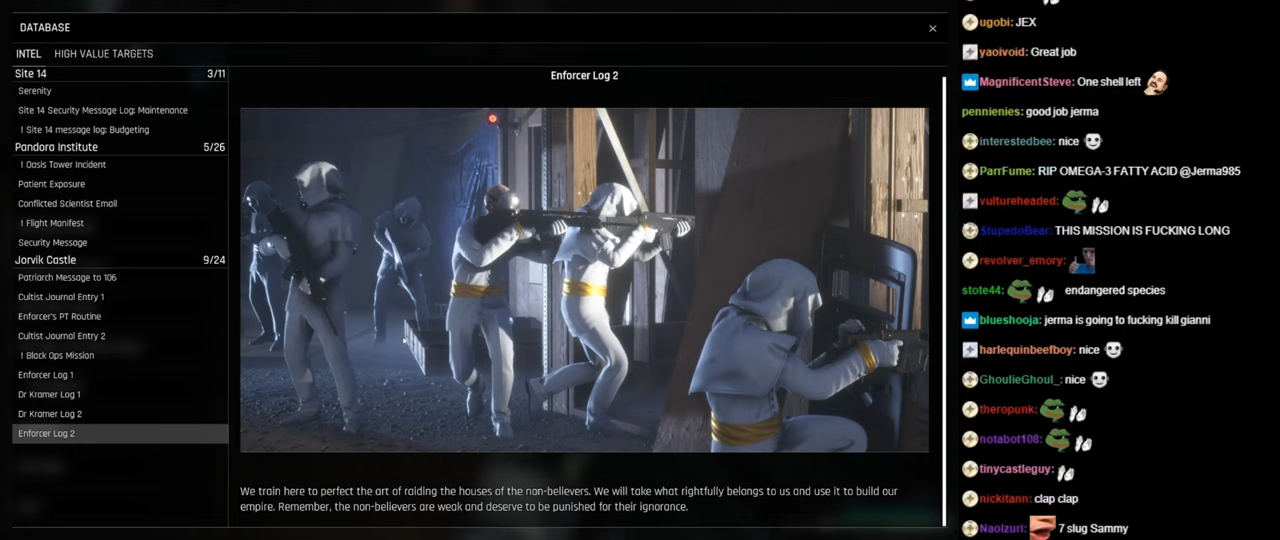 DATABASE
×
INTEL HIGH VALUE TARGETS
Site 14 3/11
Serenity
Site 14 Security Message Log: Maintenance
! Site 14 message log: Budgeting
Pandora Institute 5/26
! Oasis Tower Incident
Patient Exposure
Conflicted Scientist Email
! Flight Manifest
Security Message
Jorvik Castle 9/24
Patriarch Message to 106
Cultist Journal Entry 1
Enforcer's PT Routine
Cultist Journal Entry 2
! Black Ops Mission
Enforcer Log 1
Dr Kramer Log 1
Dr Kramer Log 2
Enforcer Log 2
Enforcer Log 2
We train here to perfect the art of raiding the houses of the non-believers. We will take what rightfully belongs to us and use it to build our
empire. Remember, the non-believers are weak and deserve to be punished for their ignorance.
ugobi: JEX
yaoivoid: Great job
MagnificentSteve: One shell left
pennienies: good job jerma
interestedbee: nice
ParrFume: RIP OMEGA-3 FATTY ACID @Jerma985
vultureheaded:
StupedoBear: THIS MISSION IS FUCKING LONG
revolver_emory:
stote44: endangered species
blueshooja: jerma is going to fucking kill gianni
harlequinbeefboy: nice
GhoulieGhoul_: nice
theropunk:
notabot108:
tinycastleguy:
nickitann: clap clap
Naoizuri: 7 slug Sammy